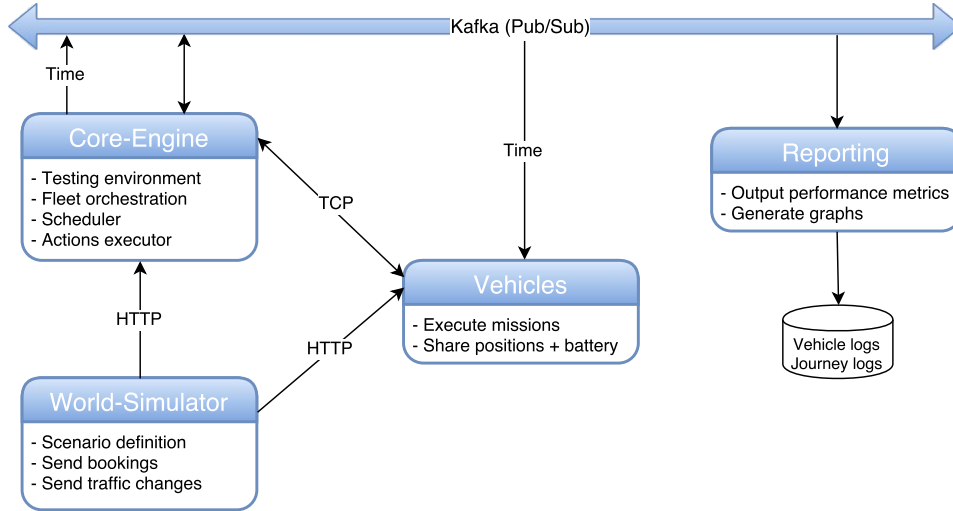 Kafka (Pub/Sub)
Time
Core-Engine
- Testing environment
- Fleet orchestration
- Scheduler
- Actions executor
Time
Reporting
- Output performance metrics
- Generate graphs
TCP
Vehicles
- Execute missions
- Share positions + battery
HTTP
HTTP
Vehicle logs
Journey logs
World-Simulator
- Scenario definition
- Send bookings
- Send traffic changes